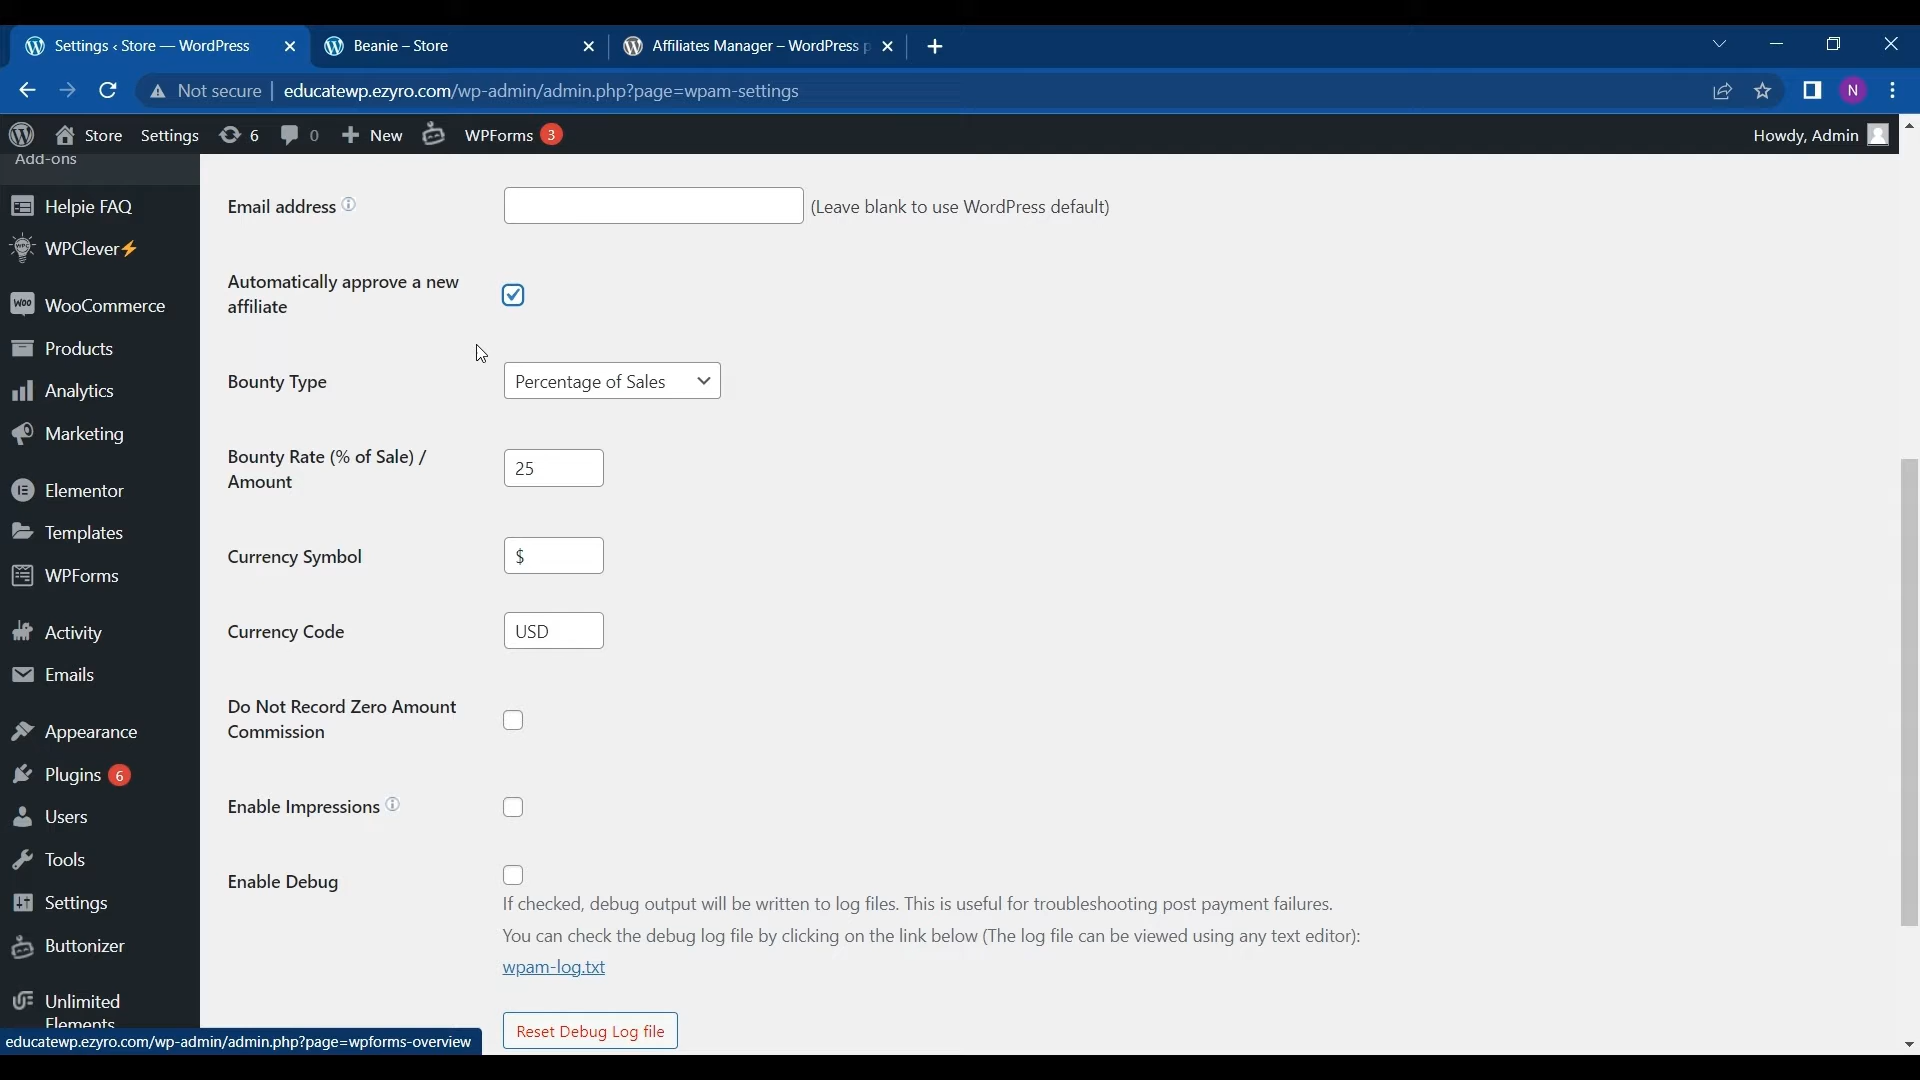 Settings ‹ Store — WordPress
Beanie – Store
Affiliates Manager – WordPress p
Not secure
educatewp.ezyro.com/wp-admin/admin.php?page=wpam-settings
N
Store
Settings
6
0
New
WPForms 3
Howdy, Admin
Add-ons
Helpie FAQ
WPClever⚡
WooCommerce
Products
Analytics
Marketing
Elementor
Templates
WPForms
Activity
Emails
Appearance
Plugins 6
Users
Tools
Settings
Buttonizer
Unlimited
Elements
educatewp.ezyro.com/wp-admin/admin.php?page=wpforms-overview
Email address
(Leave blank to use WordPress default)
Automatically approve a new
affiliate
Bounty Type
Percentage of Sales
Bounty Rate (% of Sale) /
Amount
25
Currency Symbol
$
Currency Code
USD
Do Not Record Zero Amount
Commission
Enable Impressions
Enable Debug
If checked, debug output will be written to log files. This is useful for troubleshooting post payment failures.
You can check the debug log file by clicking on the link below (The log file can be viewed using any text editor):
wpam-log.txt
Reset Debug Log file